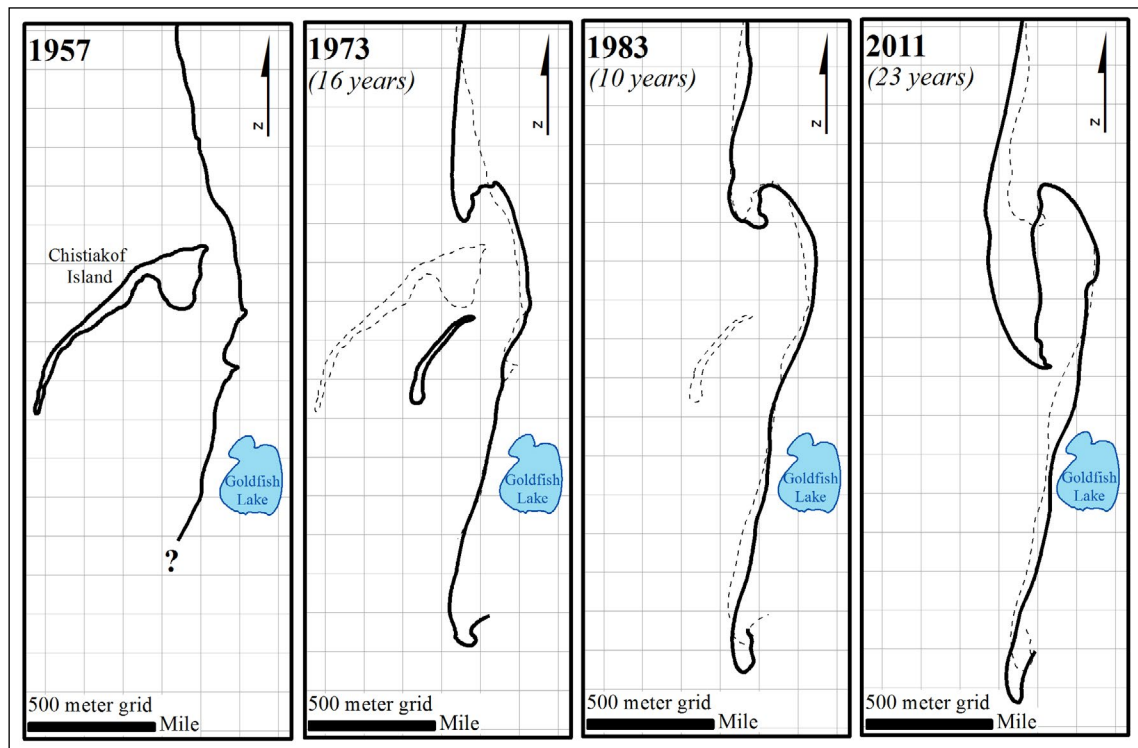 1957
Z
Chistiakof
Island
Goldfish
Lake
?
500 meter grid
Mile
1973
(16 years)
Z
Goldfish
Lake
500 meter grid
Mile
1983
(10 years)
Z
Goldfish
Lake
500 meter grid
Mile
2011
(23 years)
Z
Goldfish
Lake
500 meter grid
Mile